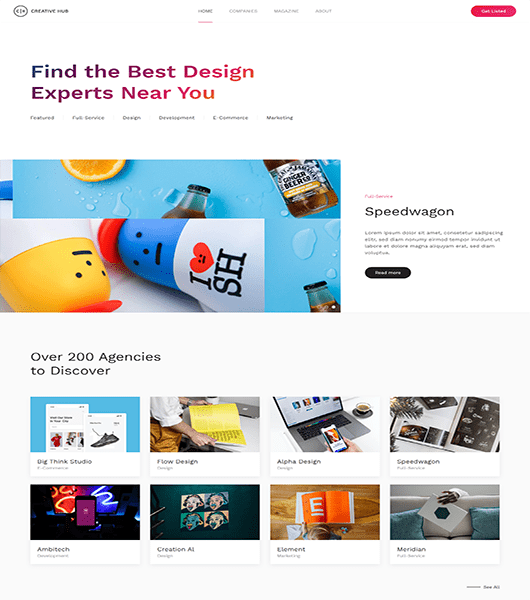 CREATIVE HUB
HOME
COMPANIES
MAGAZINE
ABOUT
Get Listed
Find the Best Design
Experts Near You
Featured
Full-Service
Design
Development
E-Commerce
Marketing
GINGER
BEER
I ♥ SH
Full-Service
Speedwagon
Lorem ipsum dolor sit amet, consetetur sadipscing
elitr, sed diam nonumy eirmod tempor invidunt ut
labore et dolore magna aliquyam erat, sed diam
voluptua.
Read more
Over 200 Agencies
to Discover
Big Think Studio
E-Commerce
Flow Design
Design
Alpha Design
Design
Speedwagon
Full-Service
Ambitech
Development
Creation AI
Design
E
Element
Marketing
Meridian
Full-Service
See All